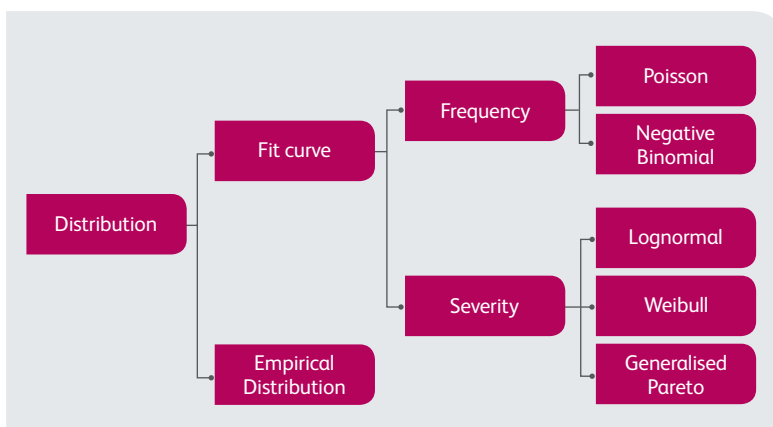 Distribution
Fit curve
Empirical
Distribution
Frequency
Severity
Poisson
Negative
Binomial
Lognormal
Weibull
Generalised
Pareto